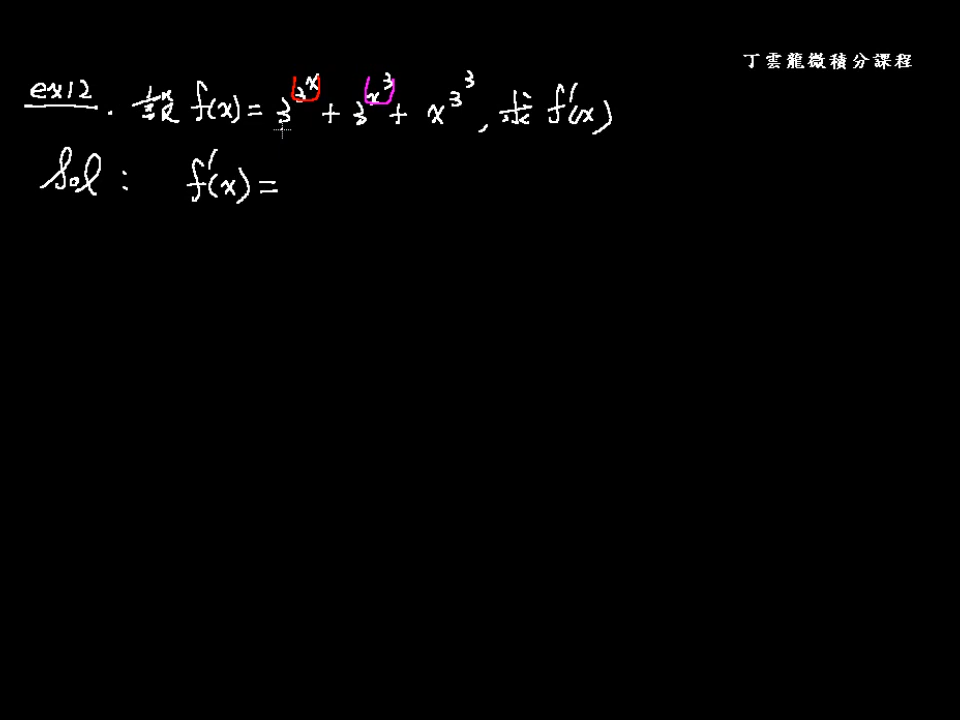 丁雲龍微積分課程
ex12. 設 f(x) = 3^{3^x} + 3^{x^3} + x^{3^3}, 求 f'(x)
Sol : f'(x) =